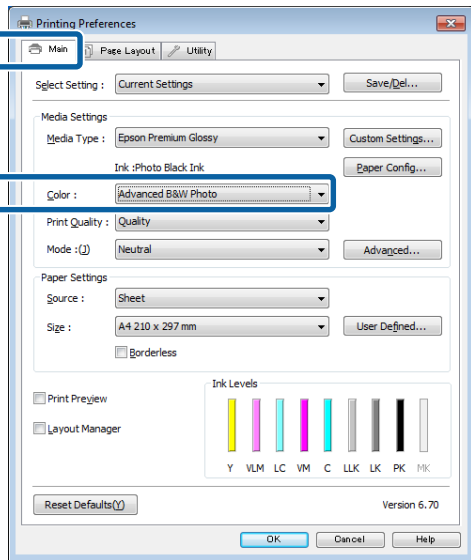 Printing Preferences
Main Page Layout Utility
Select Setting : Current Settings Save/Del...
Media Settings
Media Type : Epson Premium Glossy Custom Settings...
Ink :Photo Black Ink Paper Config...
Color : Advanced B&W Photo
Print Quality : Quality
Mode :(J) Neutral Advanced...
Paper Settings
Source : Sheet
Size : A4 210 x 297 mm User Defined...
Borderless
Ink Levels
Print Preview
Layout Manager
Y VLM LC VM C LLK LK PK MK
Reset Defaults(Y) Version 6.70
OK Cancel Help